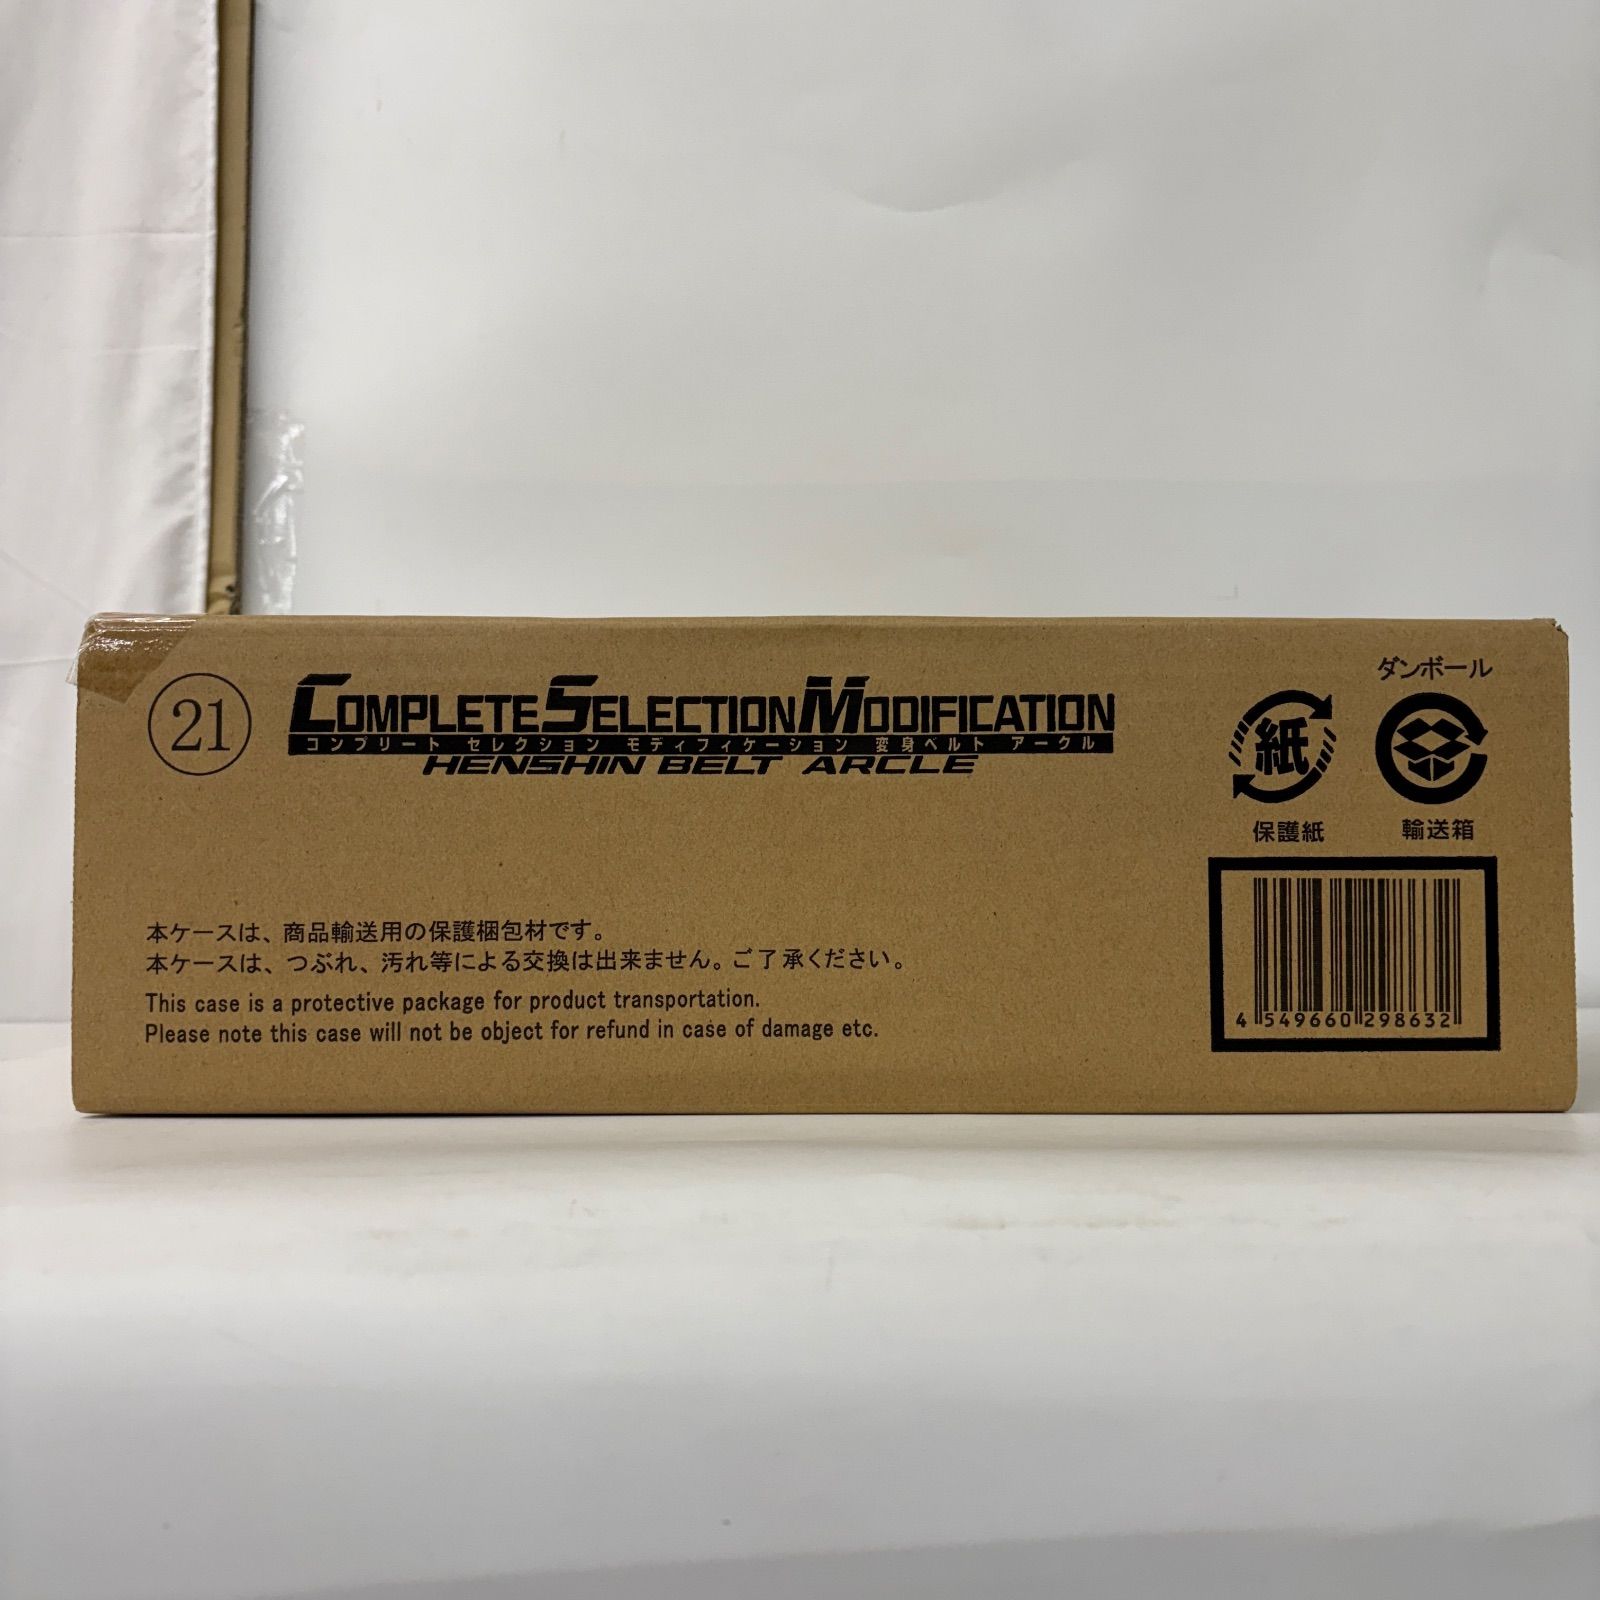 21
COMPLETE SELECTION MODIFICATION
コンプリート セレクション モディフィケーション 変身ベルト アークル
HENSHIN BELT ARCLE
ダンボール
紙
保護紙
輸送箱
本ケースは、商品輸送用の保護梱包材です。
本ケースは、つぶれ、汚れ等による交換は出来ません。ご了承ください。
This case is a protective package for product transportation.
Please note this case will not be object for refund in case of damage etc.
4 549660 298632